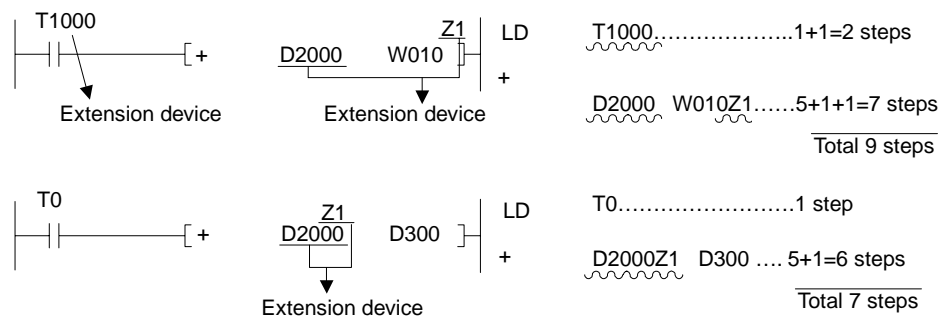 T1000
[ +
D2000 W010 Z1 ]
Extension device
Extension device
LD T1000.....................1+1=2 steps
+ D2000 W010Z1......5+1+1=7 steps
Total 9 steps
T0
[ +
D2000 Z1 D300 ]
Extension device
LD T0..........................1 step
+ D2000Z1 D300 .... 5+1=6 steps
Total 7 steps